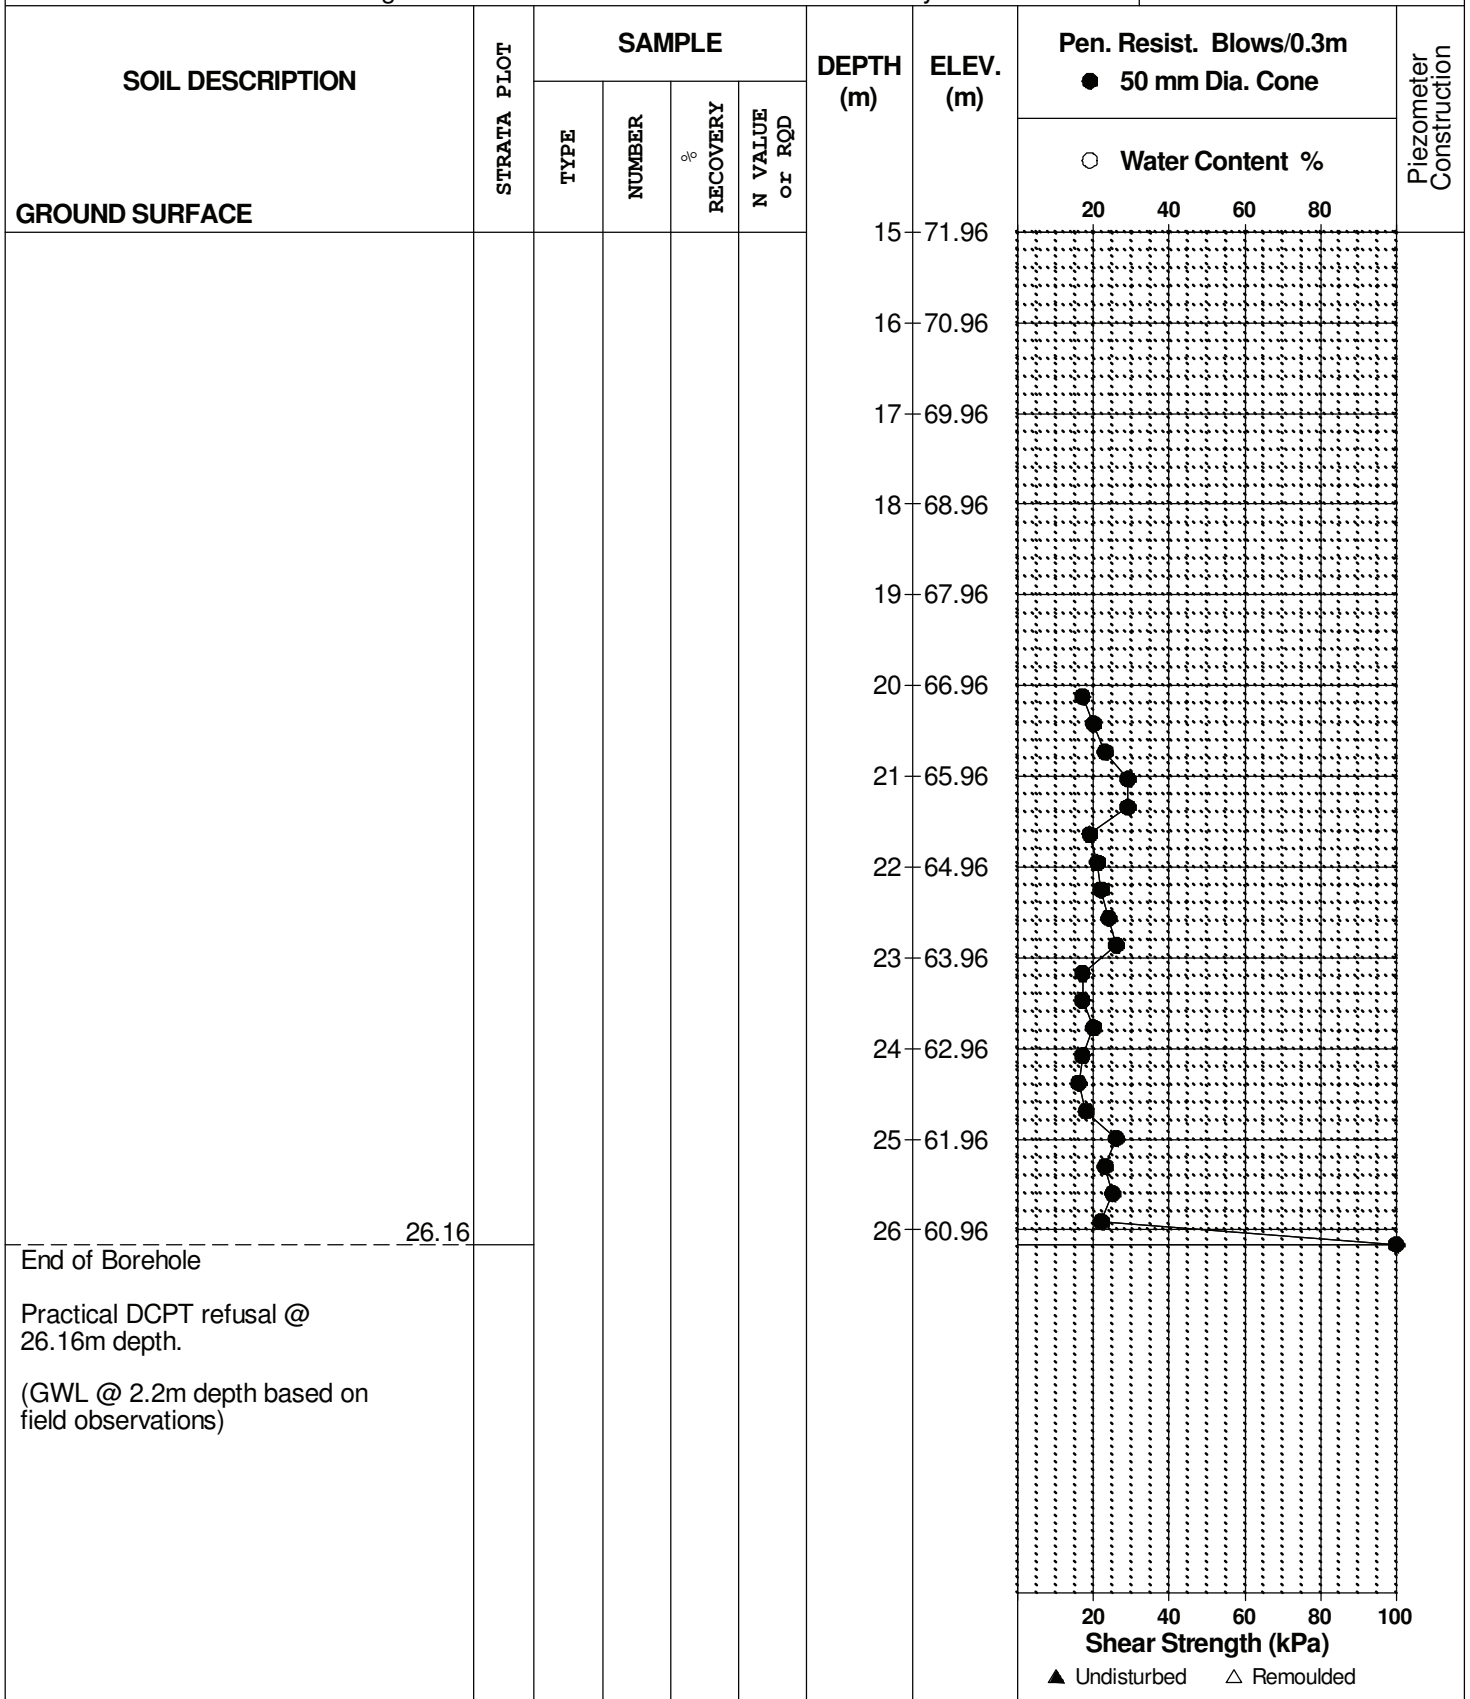 SOIL DESCRIPTION
GROUND SURFACE
STRATA PLOT
SAMPLE
TYPE
NUMBER
%
RECOVERY
N VALUE
or RQD
DEPTH
(m)
ELEV.
(m)
Pen. Resist. Blows/0.3m
● 50 mm Dia. Cone
○ Water Content %
20 40 60 80
Piezometer
Construction
15 71.96
16 70.96
17 69.96
18 68.96
19 67.96
20 66.96
21 65.96
22 64.96
23 63.96
24 62.96
25 61.96
26 60.96
26.16
End of Borehole
Practical DCPT refusal @
26.16m depth.
(GWL @ 2.2m depth based on
field observations)
20 40 60 80 100
Shear Strength (kPa)
▲ Undisturbed △ Remoulded